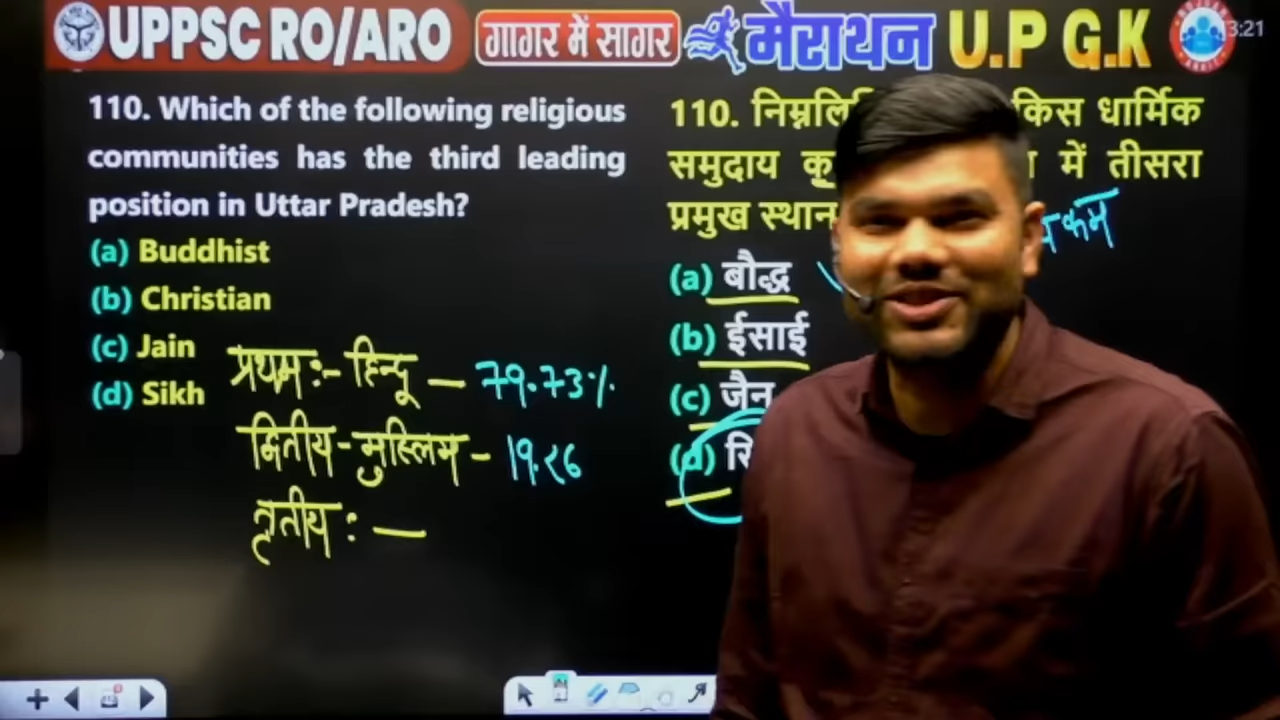 UPPSC RO/ARO गागर में सागर मैराथन U.P G.K
3:21
110. Which of the following religious
communities has the third leading
position in Uttar Pradesh?
(a) Buddhist
(b) Christian
(c) Jain
(d) Sikh
प्रथम :- हिन्दू — 79.73%
द्वितीय - मुस्लिम - 19.26
तृतीय : —
110. किस धार्मिक
समुदाय में तीसरा
प्रमुख स्थान
(a) बौद्ध
(b) ईसाई
(c) जैन
(d)